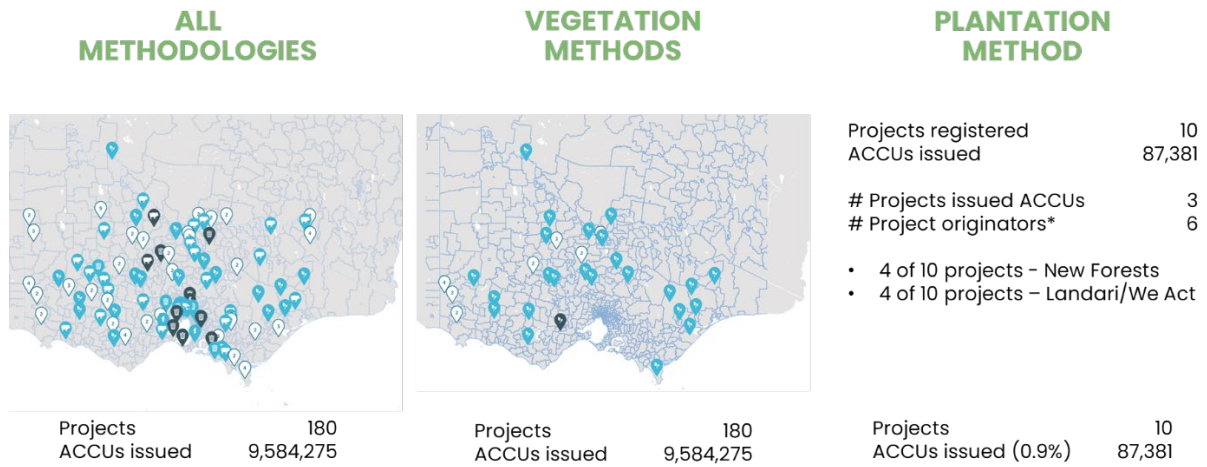 ALL
METHODOLOGIES
VEGETATION
METHODS
PLANTATION
METHOD
Projects registered 10
ACCUs issued 87,381
# Projects issued ACCUs 3
# Project originators* 6
• 4 of 10 projects - New Forests
• 4 of 10 projects – Landari/We Act
Projects 180
ACCUs issued 9,584,275
Projects 180
ACCUs issued 9,584,275
Projects 10
ACCUs issued (0.9%) 87,381